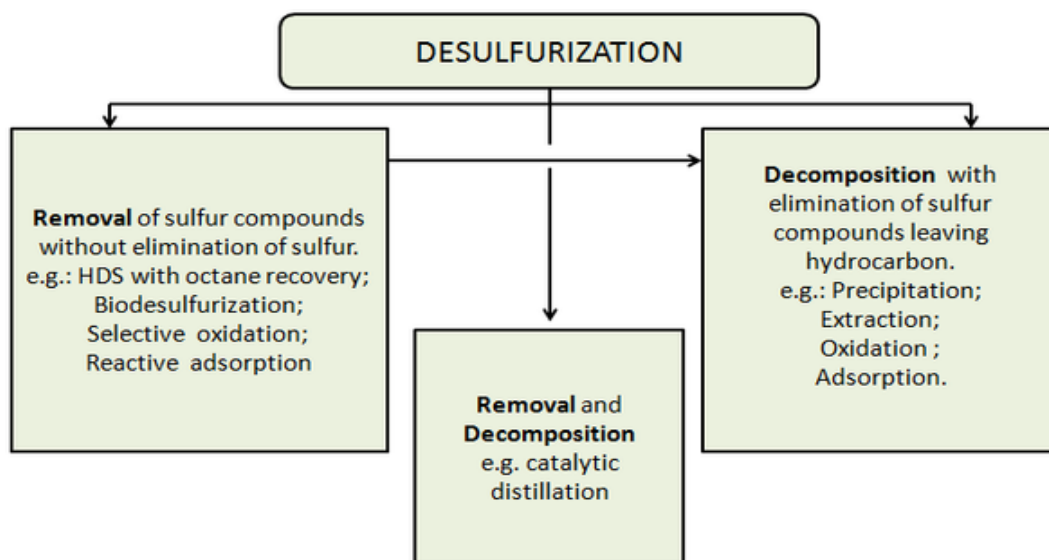 DESULFURIZATION
Removal of sulfur compounds
without elimination of sulfur.
e.g.: HDS with octane recovery;
Biodesulfurization;
Selective oxidation;
Reactive adsorption
Removal and
Decomposition
e.g. catalytic
distillation
Decomposition with
elimination of sulfur
compounds leaving
hydrocarbon.
e.g.: Precipitation;
Extraction;
Oxidation ;
Adsorption.